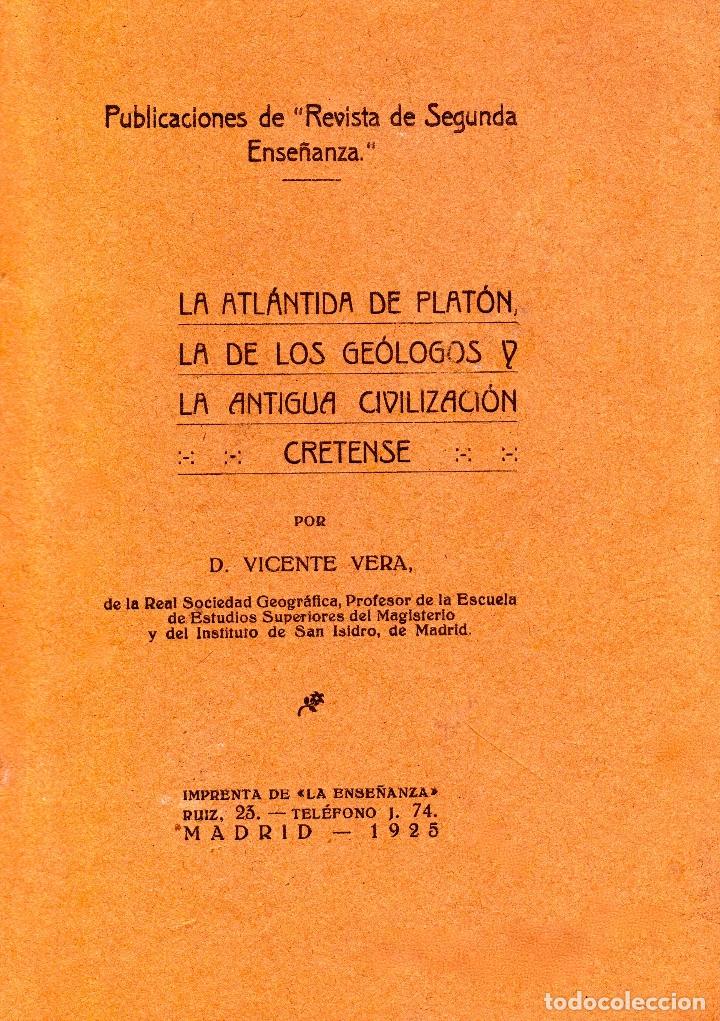 Publicaciones de "Revista de Segunda
Enseñanza."
LA ATLÁNTIDA DE PLATÓN,
LA DE LOS GEÓLOGOS Y
LA ANTIGUA CIVILIZACIÓN
:-: :-: CRETENSE :-: :-:
POR
D. VICENTE VERA,
de la Real Sociedad Geográfica, Profesor de la Escuela
de Estudios Superiores del Magisterio
y del Instituto de San Isidro, de Madrid.
IMPRENTA DE «LA ENSEÑANZA»
RUIZ, 23. — TELÉFONO J. 74.
MADRID — 1925
todocoleccion